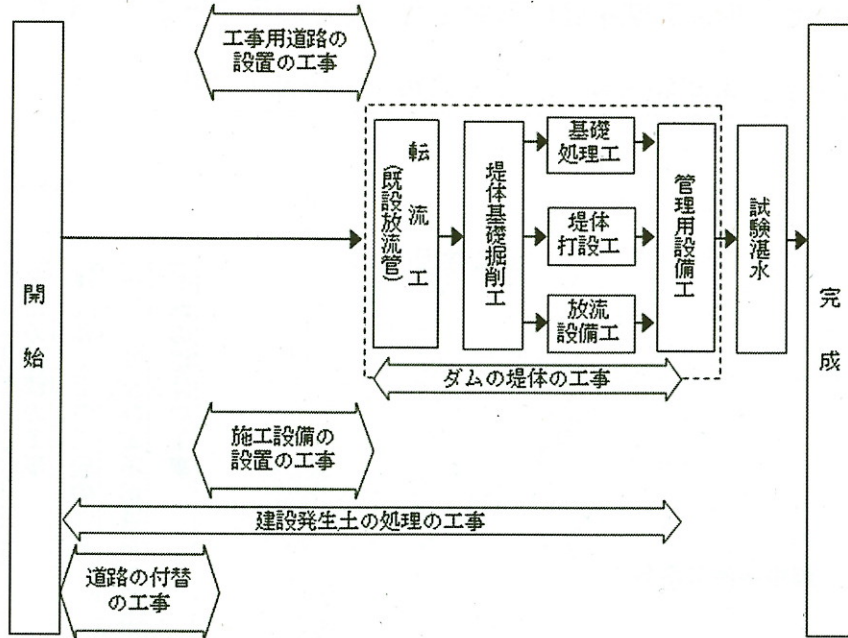 工事用道路の
設置の工事
開始
転流工
(既設放流管)
堤体基礎掘削工
基礎
処理工
堤体
打設工
放流
設備工
管理用設備工
試験湛水
完成
ダムの堤体の工事
施工設備の
設置の工事
建設発生土の処理の工事
道路の付替
の工事